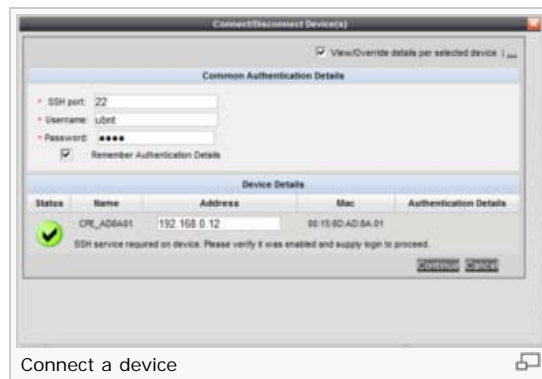 Connect/Disconnect Device(s)
View/Override details per selected device | ...
Common Authentication Details
* SSH port: 22
* Username: ubnt
* Password: ●●●●
Remember Authentication Details
Device Details
Status Name Address Mac Authentication Details
CPE_AD8A01 192.168.0.12 00:15:6D:AD:8A:01
SSH service required on device. Please verify it was enabled and supply login to proceed.
Continue Cancel
Connect a device